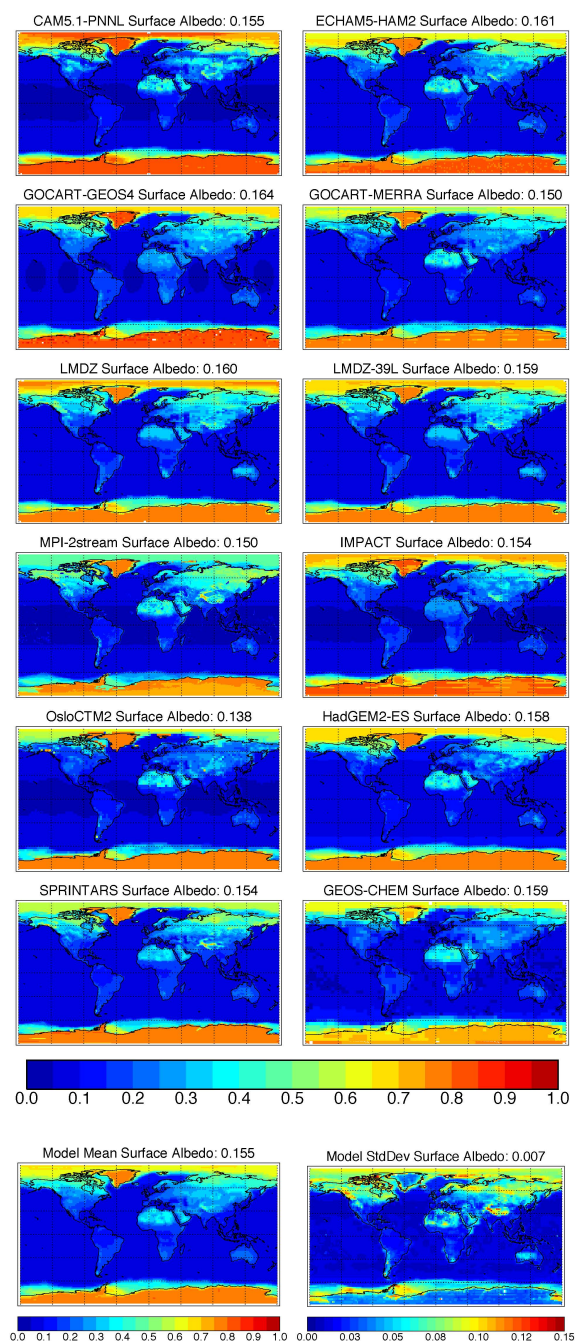 CAM5.1-PNNL Surface Albedo: 0.155
ECHAM5-HAM2 Surface Albedo: 0.161
GOCART-GEOS4 Surface Albedo: 0.164
GOCART-MERRA Surface Albedo: 0.150
LMDZ Surface Albedo: 0.160
LMDZ-39L Surface Albedo: 0.159
MPI-2stream Surface Albedo: 0.150
IMPACT Surface Albedo: 0.154
OsloCTM2 Surface Albedo: 0.138
HadGEM2-ES Surface Albedo: 0.158
SPRINTARS Surface Albedo: 0.154
GEOS-CHEM Surface Albedo: 0.159
0.0 0.1 0.2 0.3 0.4 0.5 0.6 0.7 0.8 0.9 1.0
Model Mean Surface Albedo: 0.155
Model StdDev Surface Albedo: 0.007
0.0 0.1 0.2 0.3 0.4 0.5 0.6 0.7 0.8 0.9 1.0
0.00 0.03 0.05 0.08 0.10 0.12